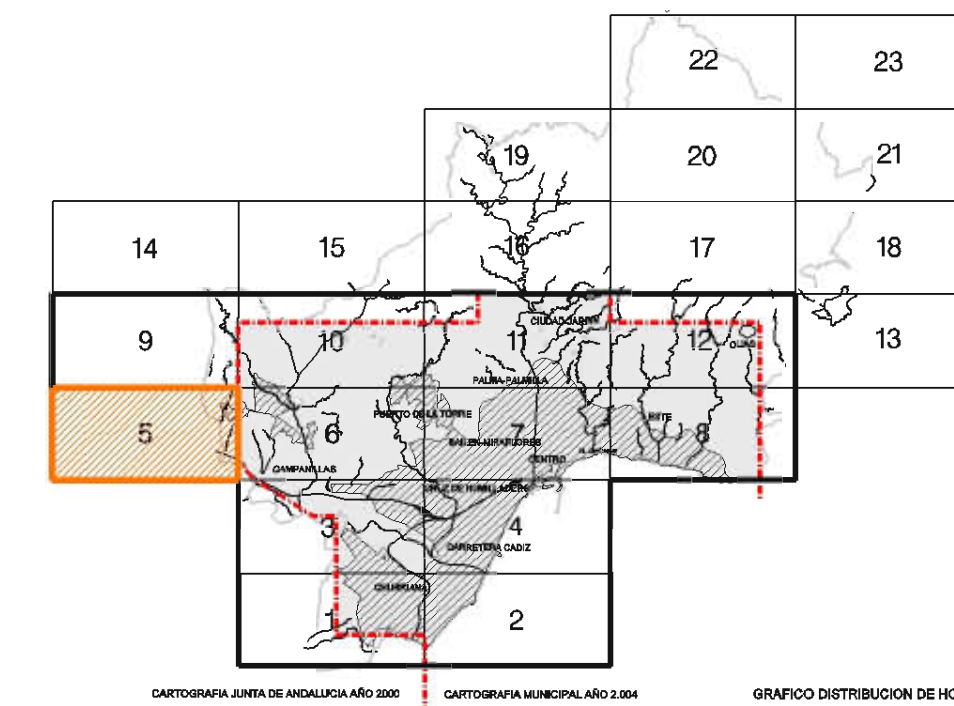 22
23
19
20
21
14
15
16
17
18
CIUDAD JARDIN
9
10
11
12
13
OLIAS
PALMA-PALMILLA
PUERTO DE LA TORRE
ESTE
5
6
7
8
BAILEN-MIRAFLORES
CENTRO
CAMPANILLAS
CRUZ DE HUMILLADERO
3
4
CARRETERA CADIZ
CHURRIANA
1
2
CARTOGRAFIA JUNTA DE ANDALUCIA AÑO 2000
CARTOGRAFIA MUNICIPAL AÑO 2.004
GRAFICO DISTRIBUCION DE HO